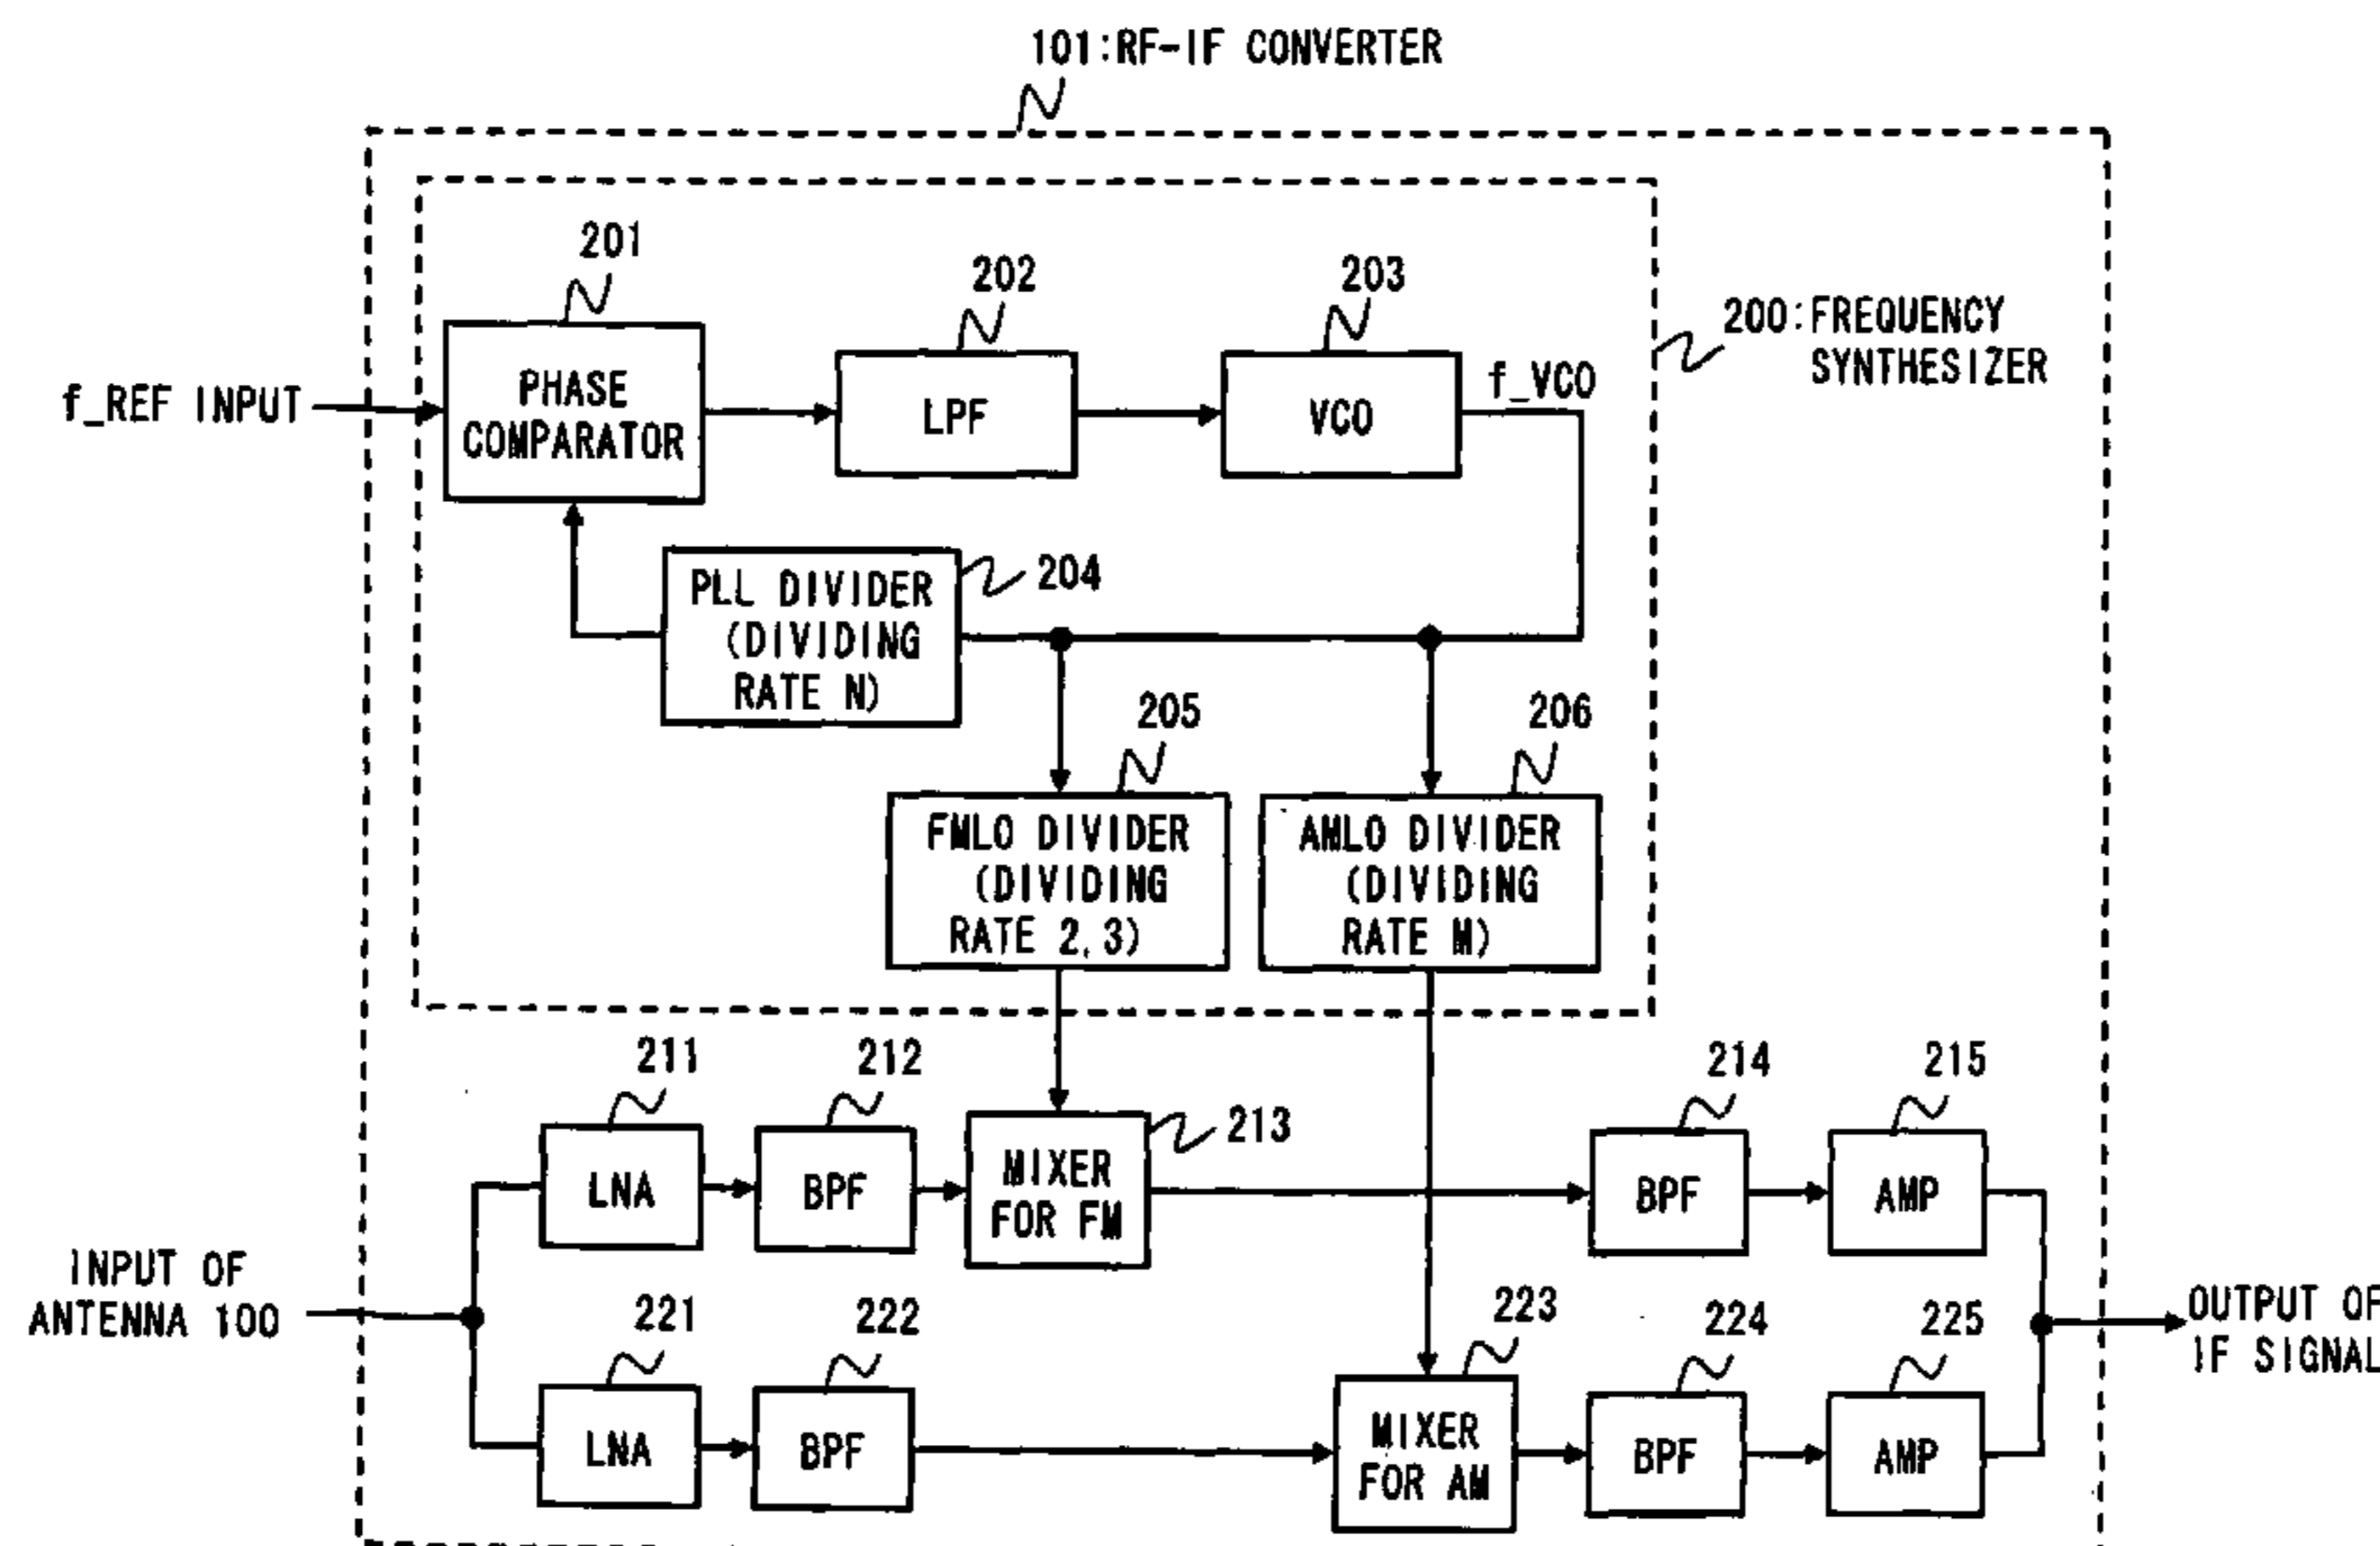 101:RF-IF CONVERTER
201
202
203
200:FREQUENCY
SYNTHESIZER
f_REF INPUT
PHASE
COMPARATOR
LPF
VCO
f_VCO
PLL DIVIDER
(DIVIDING
RATE N)
204
205
206
FMLO DIVIDER
(DIVIDING
RATE 2,3)
AMLO DIVIDER
(DIVIDING
RATE M)
211
212
213
214
215
LNA
BPF
MIXER
FOR FM
BPF
AMP
INPUT OF
ANTENNA 100
221
222
223
224
225
OUTPUT OF
IF SIGNAL
LNA
BPF
MIXER
FOR AM
BPF
AMP